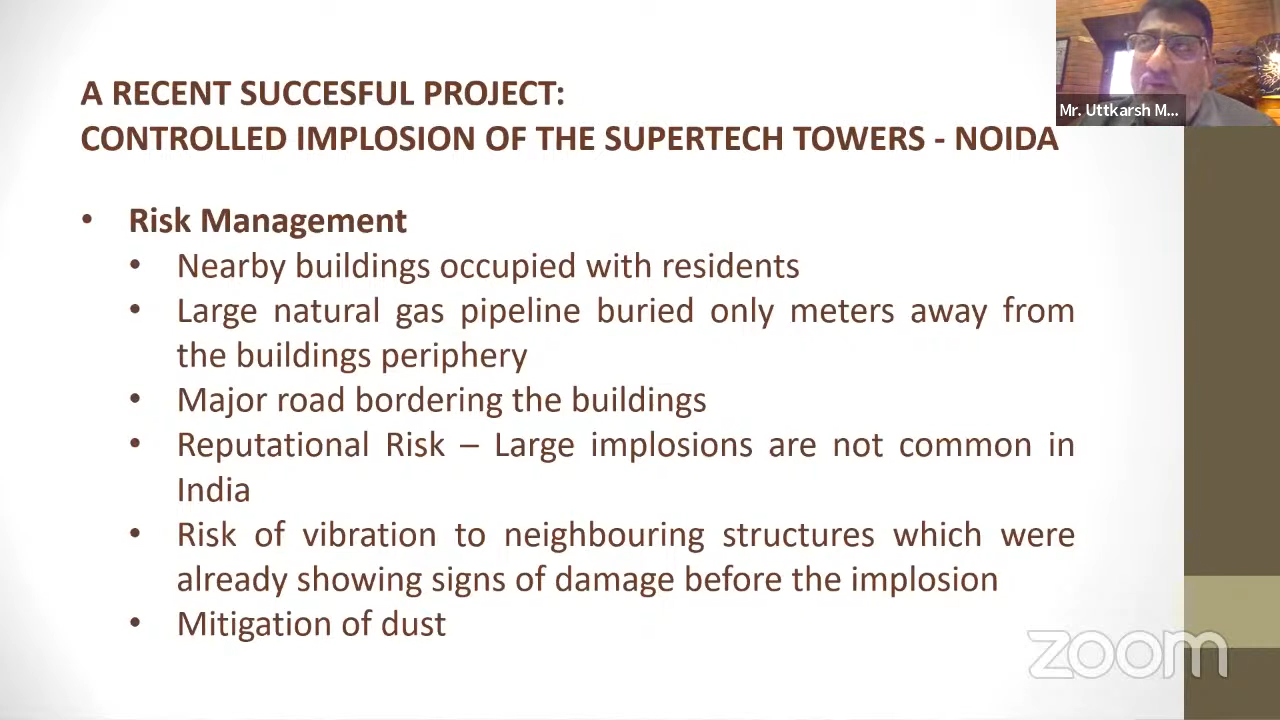 A RECENT SUCCESFUL PROJECT:
CONTROLLED IMPLOSION OF THE SUPERTECH TOWERS - NOIDA
• Risk Management
• Nearby buildings occupied with residents
• Large natural gas pipeline buried only meters away from
the buildings periphery
• Major road bordering the buildings
• Reputational Risk – Large implosions are not common in
India
• Risk of vibration to neighbouring structures which were
already showing signs of damage before the implosion
• Mitigation of dust
Mr. Uttkarsh M...
zoom